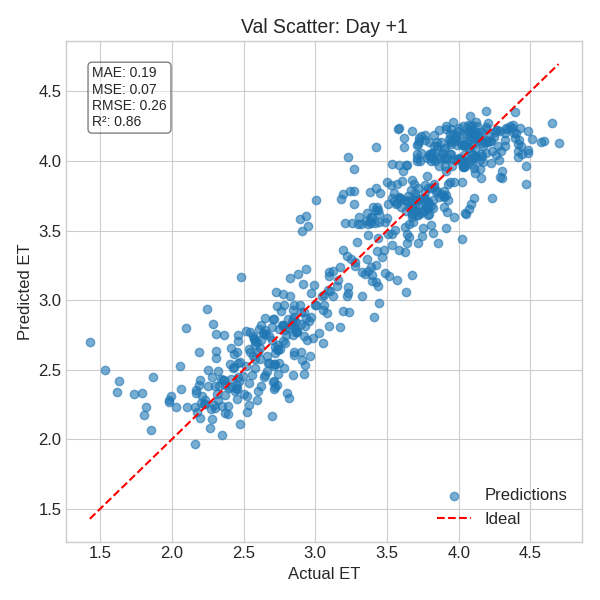 Val Scatter: Day +1
MAE: 0.19
MSE: 0.07
RMSE: 0.26
R²: 0.86
4.5
4.0
3.5
3.0
2.5
2.0
1.5
Predicted ET
Predictions
Ideal
1.5 2.0 2.5 3.0 3.5 4.0 4.5
Actual ET